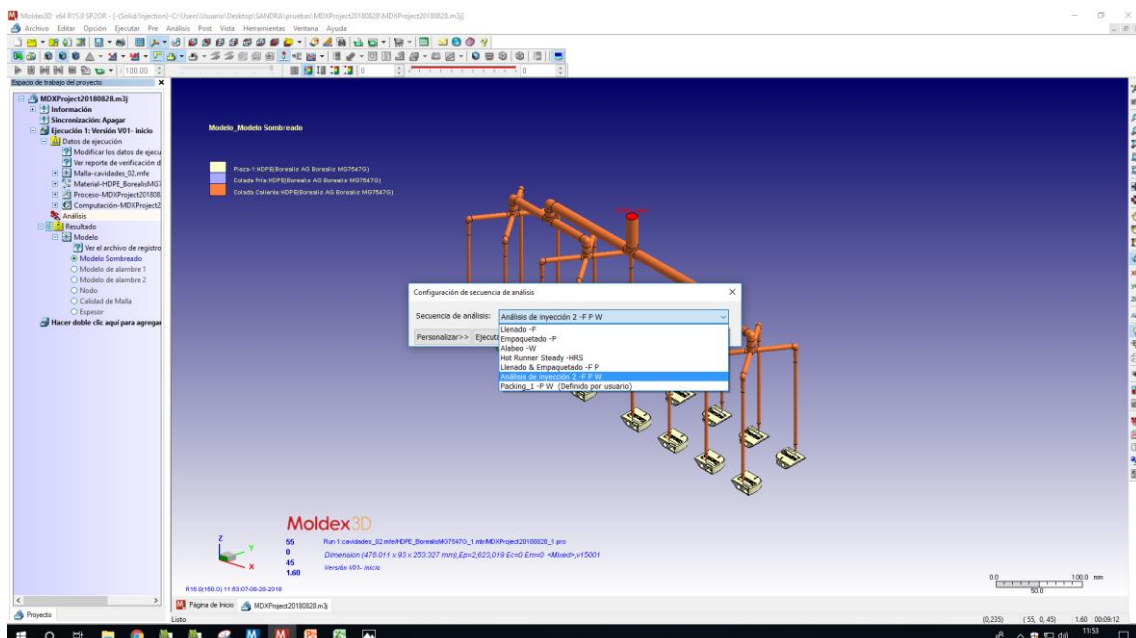 Moldex3D x64 R15.0 SP2OR - [-(Solid/Injection)-C:\Users\Usuario\Desktop\SANDRA\pruebas\MDXProject20180828\MDXProject20180828.m3j]
Archivo Editar Opción Ejecutar Pre Análisis Post Vista Herramientas Ventana Ayuda
100.00 0 0
Espacio de trabajo del proyecto
MDXProject20180828.m3j
Información
Sincronización: Apagar
Ejecución 1: Versión V01- inicio
Datos de ejecución
Modificar los datos de ejecu
Ver reporte de verificación d
Malla-cavidades_02.mfe
Material-HDPE_BorealisMG7
Proceso-MDXProject201808
Computación-MDXProject2
Análisis
Resultado
Modelo
Ver el archivo de registro
Modelo Sombreado
Modelo de alambre 1
Modelo de alambre 2
Nodo
Calidad de Malla
Espesor
Hacer doble clic aquí para agregar
Proyecto
Modelo_Modelo Sombreado
Pieza-1:HDPE(Borealis AG Borealis MG7547G)
Colada Fría:HDPE(Borealis AG Borealis MG7547G)
Colada Caliente:HDPE(Borealis AG Borealis MG7547G)
Configuración de secuencia de análisis
Secuencia de análisis: Análisis de inyección 2 -F P W
Personalizar>> Ejecut
Llenado -F
Empaquetado -P
Alabeo -W
Hot Runner Steady -HRS
Llenado & Empaquetado -F P
Análisis de inyección 2 -F P W
Packing_1 -P W (Definido por usuario)
Moldex3D
Z Y X
55
0
45
1.60
Run 1:cavidades_02.mfe/HDPE_BorealisMG7547G_1.mtr/MDXProject20180828_1.pro
Dimension (478.011 x 93 x 253.327 mm),Ep=2,623,019 Ec=0 Em=0 <Mixed>,v15001
Versión V01- inicio
R15.0(150.0) 11:53:07-08-28-2018
0.0 100.0 mm
50.0
Página de Inicio MDXProject20180828.m3j
Listo (0,235) ( 55, 0, 45) 1.60 00:09:12
11:53